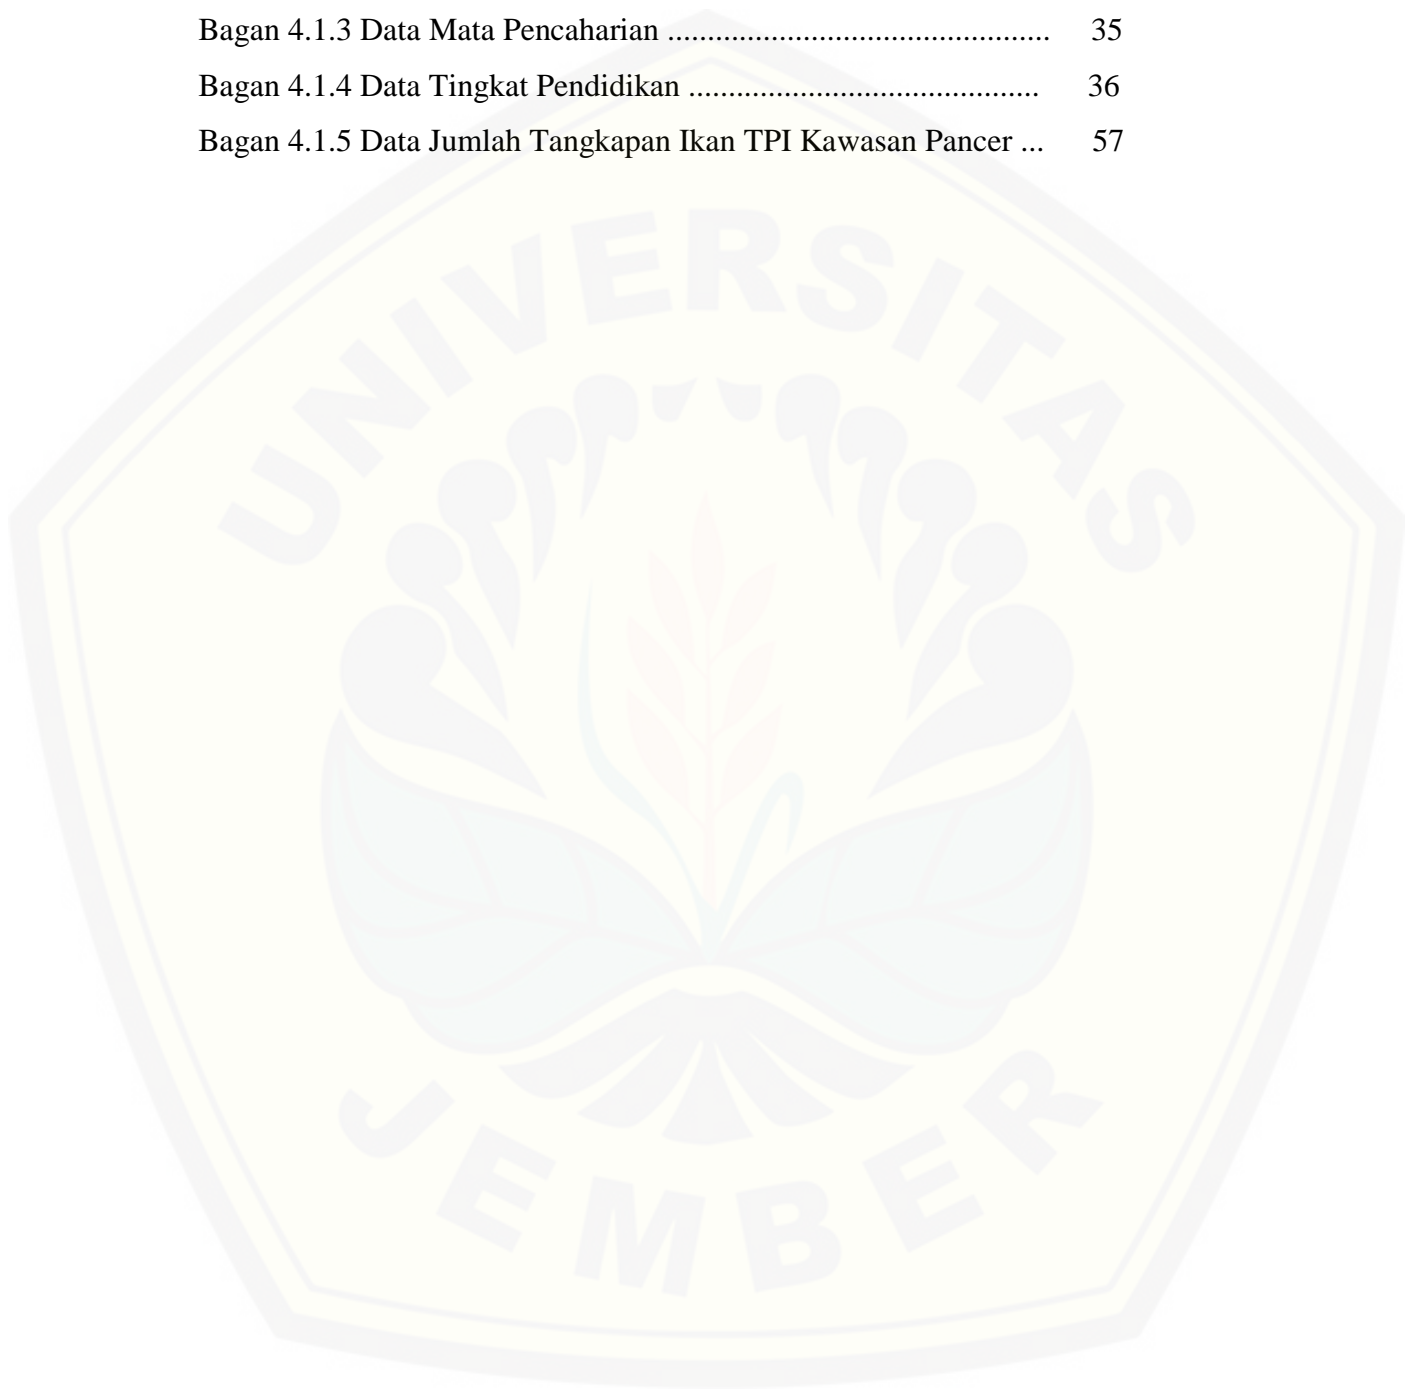 Bagan 4.1.3 Data Mata Pencaharian ................................................ 35
Bagan 4.1.4 Data Tingkat Pendidikan ............................................ 36
Bagan 4.1.5 Data Jumlah Tangkapan Ikan TPI Kawasan Pancer ... 57
UNIVERSITAS
JEMBER